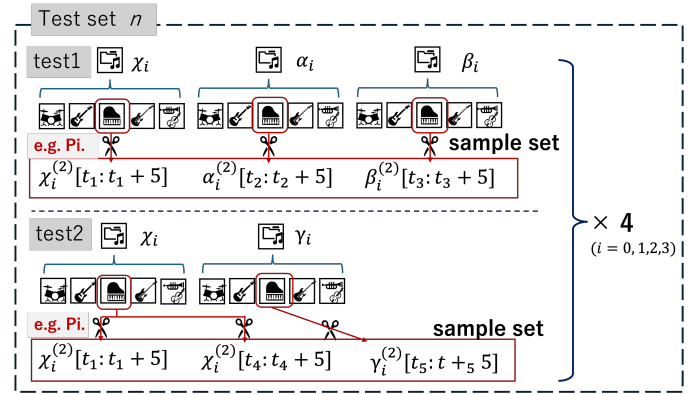 Test set n
test1 χᵢ αᵢ βᵢ
e.g. Pi. sample set
χᵢ⁽²⁾[t₁: t₁ + 5] αᵢ⁽²⁾[t₂: t₂ + 5] βᵢ⁽²⁾[t₃: t₃ + 5]
× 4
(i = 0, 1,2,3)
test2 χᵢ γᵢ
e.g. Pi. sample set
χᵢ⁽²⁾[t₁: t₁ + 5] χᵢ⁽²⁾[t₄: t₄ + 5] γᵢ⁽²⁾[t₅: t +₅ 5]